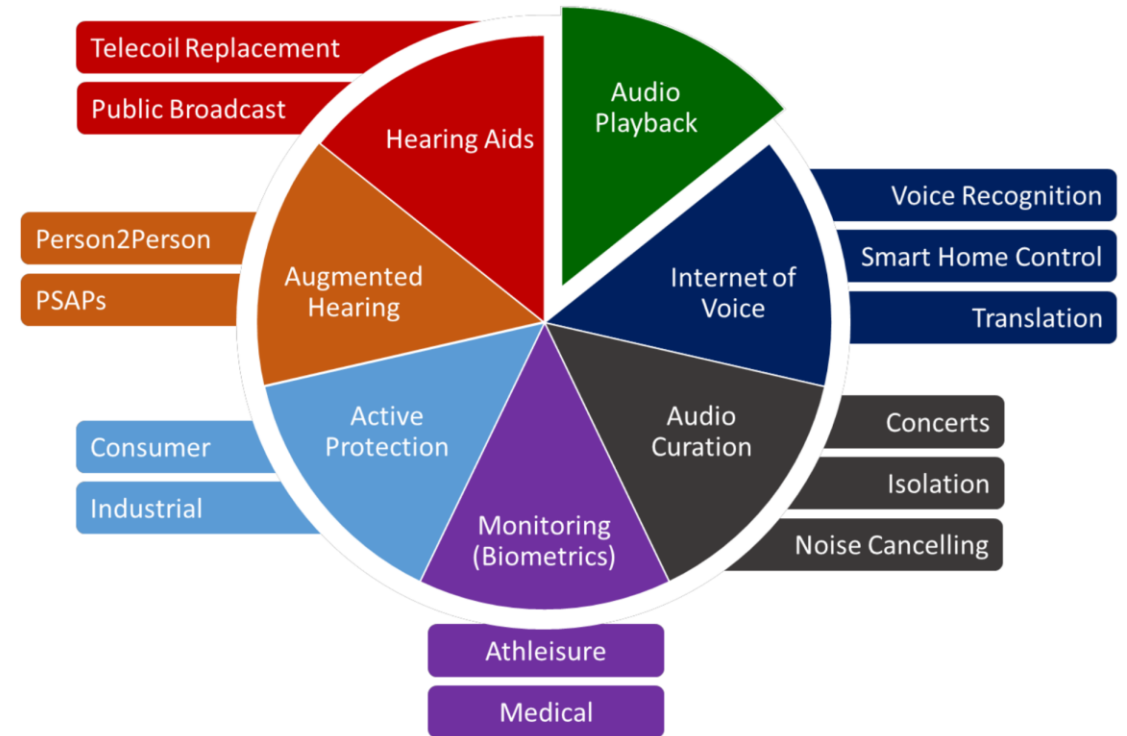 Telecoil Replacement
Public Broadcast
Hearing Aids
Audio
Playback
Voice Recognition
Smart Home Control
Translation
Internet of
Voice
Person2Person
PSAPs
Augmented
Hearing
Active
Protection
Consumer
Industrial
Audio
Curation
Concerts
Isolation
Noise Cancelling
Monitoring
(Biometrics)
Athleisure
Medical